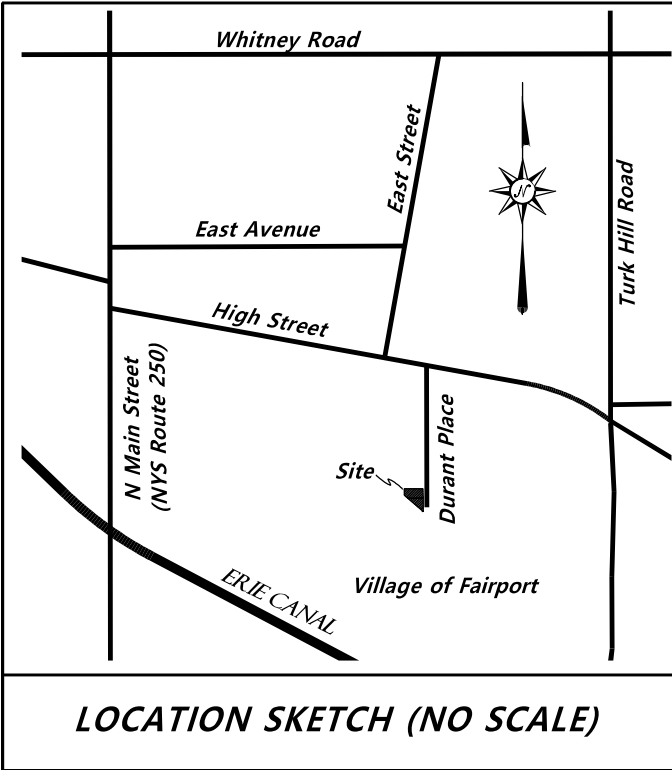 Whitney Road
East Street
N
Turk Hill Road
East Avenue
High Street
N Main Street
(NYS Route 250)
Durant Place
Site
Village of Fairport
ERIE CANAL
LOCATION SKETCH (NO SCALE)